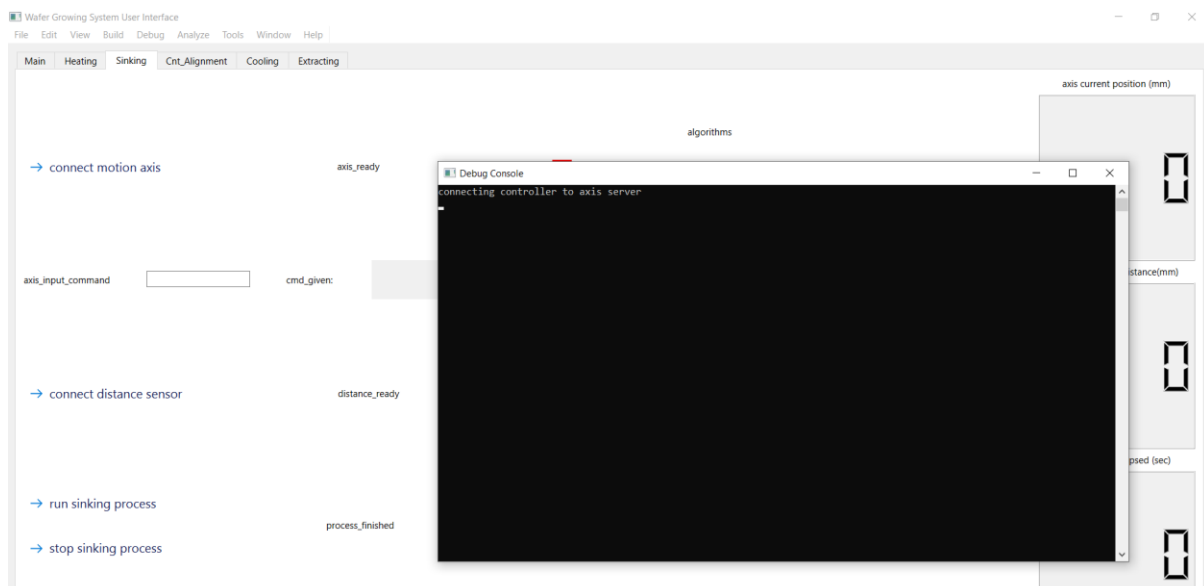 Wafer Growing System User Interface
File Edit View Build Debug Analyze Tools Window Help
Main Heating Sinking Cnt_Alignment Cooling Extracting
axis current position (mm)
algorithms
connect motion axis
axis_ready
0
Debug Console
connecting controller to axis server
axis_input_command
cmd_given:
istance(mm)
0
connect distance sensor
distance_ready
psed (sec)
run sinking process
process_finished
0
stop sinking process